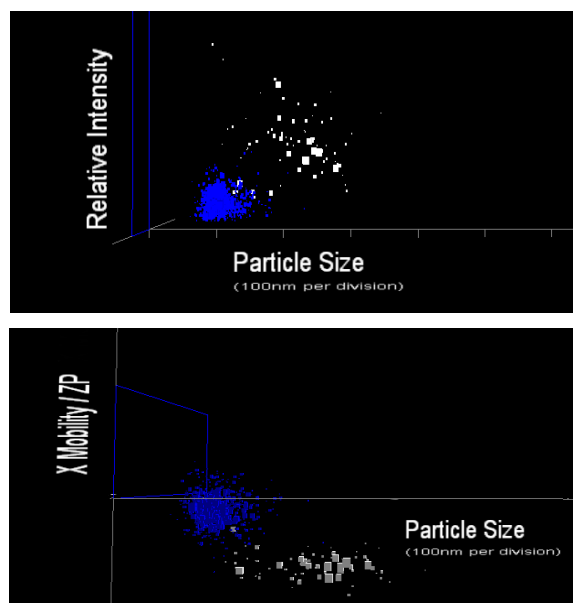 Relative Intensity
Particle Size
(100nm per division)
X Mobility / ZP
Particle Size
(100nm per division)